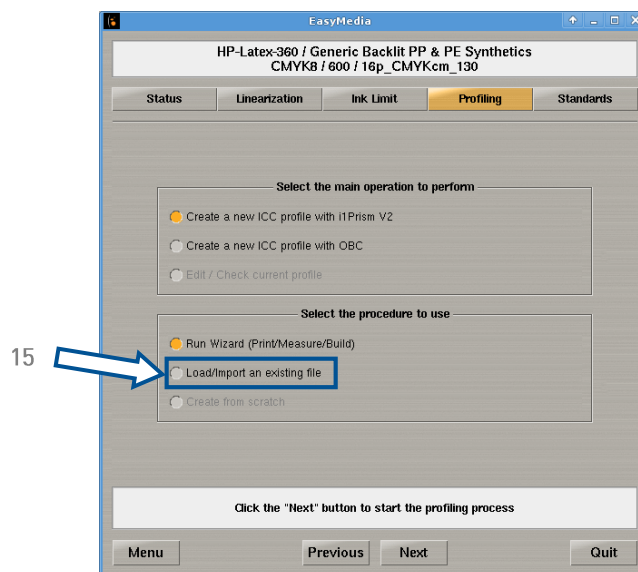 EasyMedia
HP-Latex-360 / Generic Backlit PP & PE Synthetics
CMYK8 / 600 / 16p_CMYKcm_130
Status Linearization Ink Limit Profiling Standards
Select the main operation to perform
Create a new ICC profile with i1Prism V2
Create a new ICC profile with OBC
Edit / Check current profile
Select the procedure to use
Run Wizard (Print/Measure/Build)
15
Load/Import an existing file
Create from scratch
Click the "Next" button to start the profiling process
Menu Previous Next Quit